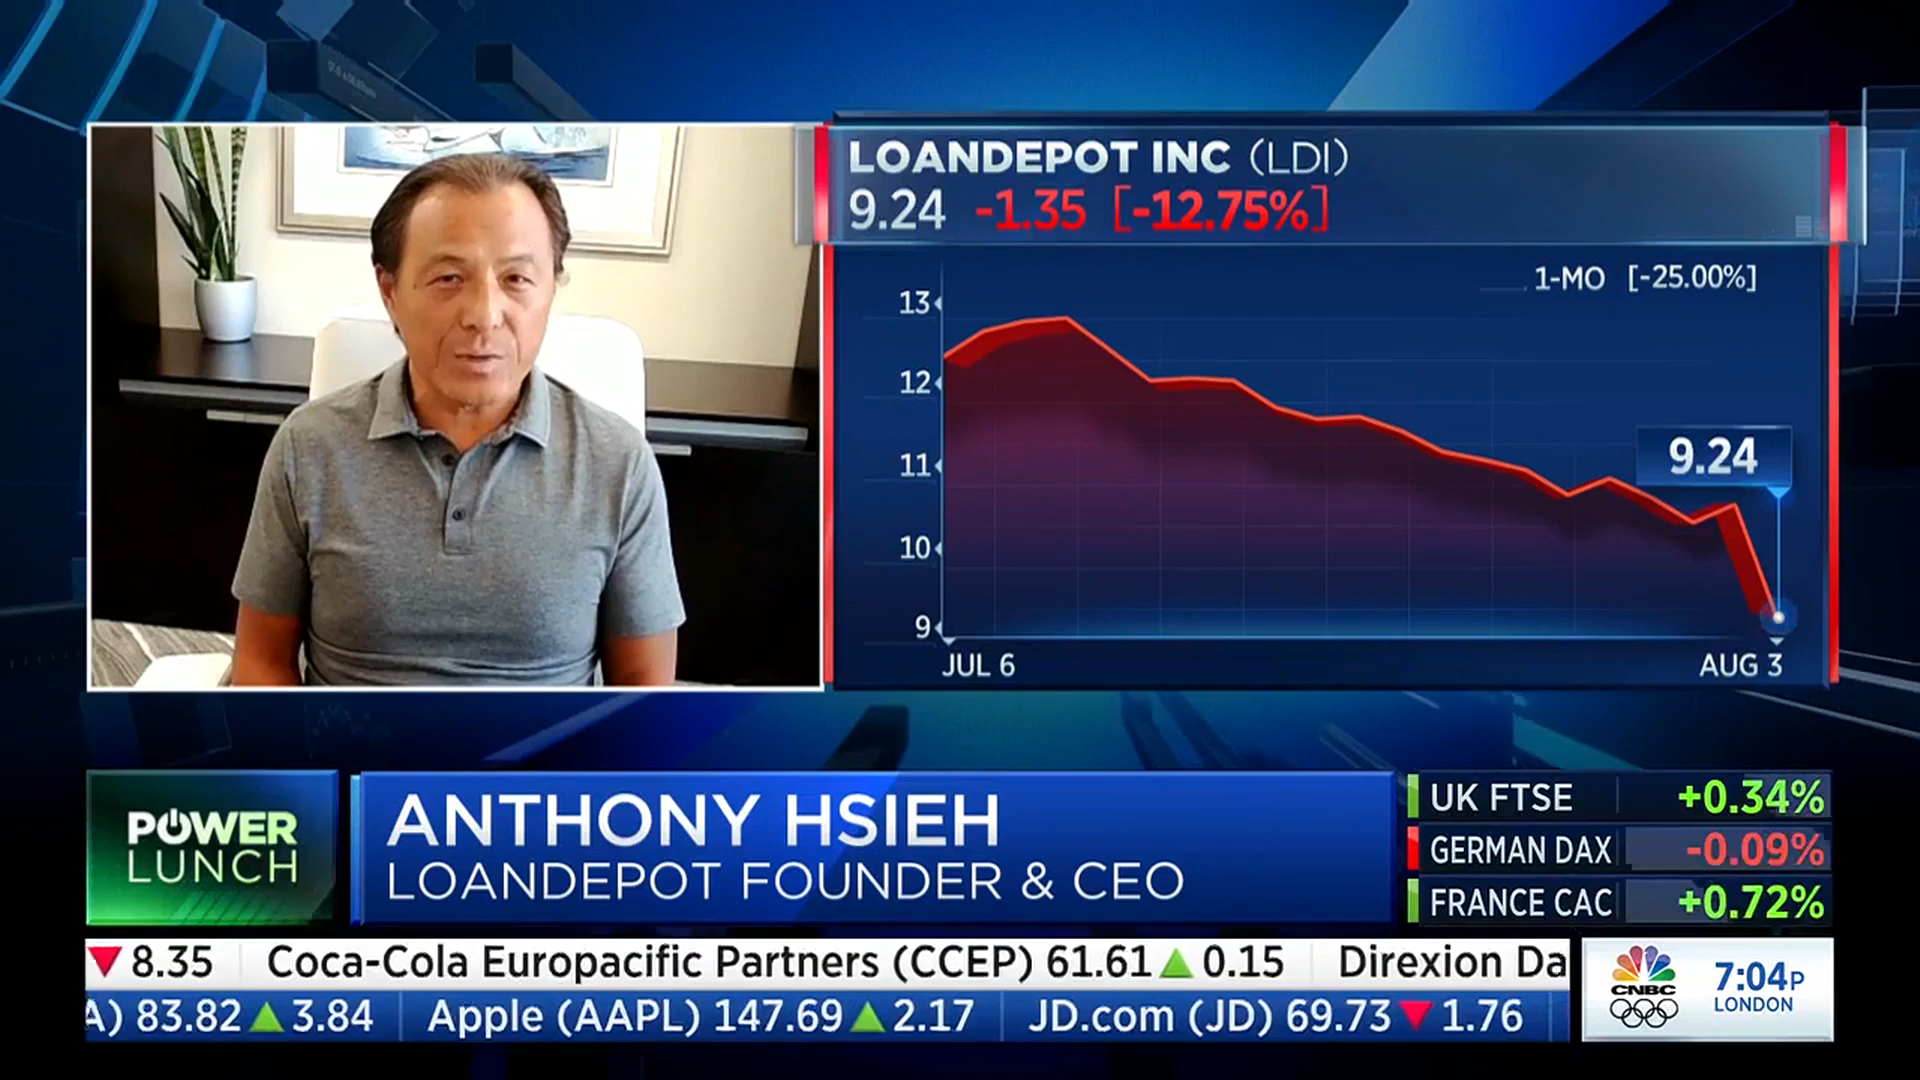 LOANDEPOT INC (LDI)
9.24 -1.35 [-12.75%]
1-MO [-25.00%]
13
12
11
10
9
9.24
JUL 6
AUG 3
POWER
LUNCH
ANTHONY HSIEH
LOANDEPOT FOUNDER & CEO
UK FTSE +0.34%
GERMAN DAX -0.09%
FRANCE CAC +0.72%
▼8.35 Coca-Cola Europacific Partners (CCEP) 61.61▲0.15 Direxion Da
A) 83.82▲3.84 Apple (AAPL) 147.69▲2.17 JD.com (JD) 69.73▼1.76
CNBC
7:04P
LONDON